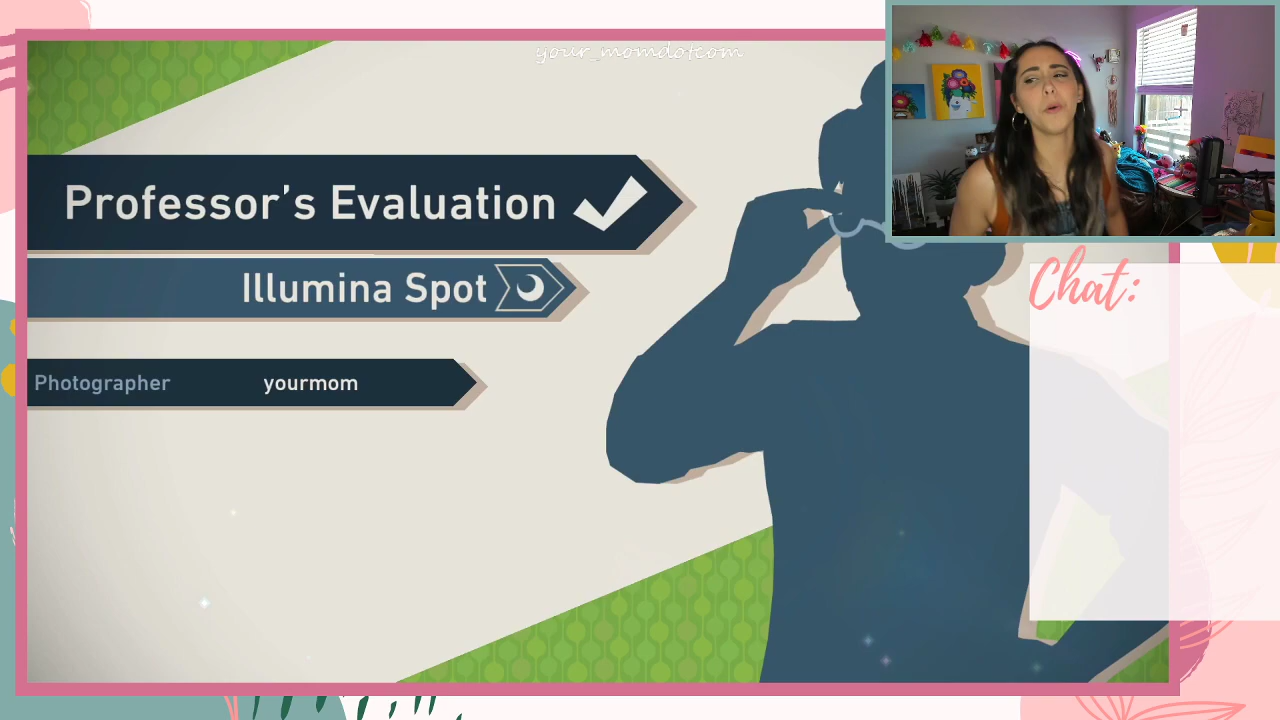 your_momdotcom
Professor's Evaluation
Illumina Spot
Photographer yourmom
Chat: